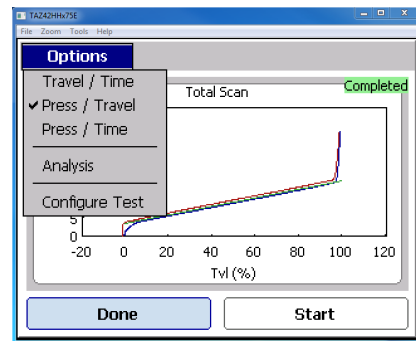 TAZ42HHx75E
File Zoom Tools Help
Options
Travel / Time
✔Press / Travel
Press / Time
Analysis
Configure Test
Total Scan
Completed
5
0
-20 0 20 40 60 80 100 120
Tvl (%)
Done Start